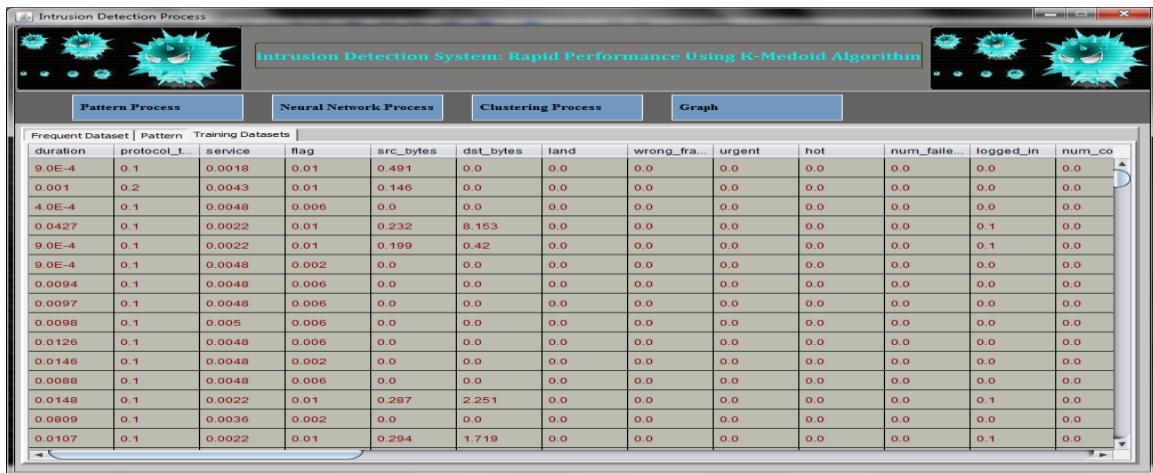 Intrusion Detection Process
Intrusion Detection System: Rapid Performance Using K-Medoid Algorithm
Pattern Process Neural Network Process Clustering Process Graph
Frequent Dataset Pattern Training Datasets
duration protocol_t... service flag src_bytes dst_bytes land wrong_fra... urgent hot num_faile... logged_in num_co
9.0E-4 0.1 0.0018 0.01 0.491 0.0 0.0 0.0 0.0 0.0 0.0 0.0 0.0
0.001 0.2 0.0043 0.01 0.146 0.0 0.0 0.0 0.0 0.0 0.0 0.0 0.0
4.0E-4 0.1 0.0048 0.006 0.0 0.0 0.0 0.0 0.0 0.0 0.0 0.0 0.0
0.0427 0.1 0.0022 0.01 0.232 8.153 0.0 0.0 0.0 0.0 0.0 0.1 0.0
9.0E-4 0.1 0.0022 0.01 0.199 0.42 0.0 0.0 0.0 0.0 0.0 0.1 0.0
9.0E-4 0.1 0.0048 0.002 0.0 0.0 0.0 0.0 0.0 0.0 0.0 0.0 0.0
0.0094 0.1 0.0048 0.006 0.0 0.0 0.0 0.0 0.0 0.0 0.0 0.0 0.0
0.0097 0.1 0.0048 0.006 0.0 0.0 0.0 0.0 0.0 0.0 0.0 0.0 0.0
0.0098 0.1 0.005 0.006 0.0 0.0 0.0 0.0 0.0 0.0 0.0 0.0 0.0
0.0126 0.1 0.0048 0.006 0.0 0.0 0.0 0.0 0.0 0.0 0.0 0.0 0.0
0.0146 0.1 0.0048 0.002 0.0 0.0 0.0 0.0 0.0 0.0 0.0 0.0 0.0
0.0088 0.1 0.0048 0.006 0.0 0.0 0.0 0.0 0.0 0.0 0.0 0.0 0.0
0.0148 0.1 0.0022 0.01 0.287 2.251 0.0 0.0 0.0 0.0 0.0 0.1 0.0
0.0809 0.1 0.0036 0.002 0.0 0.0 0.0 0.0 0.0 0.0 0.0 0.0 0.0
0.0107 0.1 0.0022 0.01 0.294 1.719 0.0 0.0 0.0 0.0 0.0 0.1 0.0